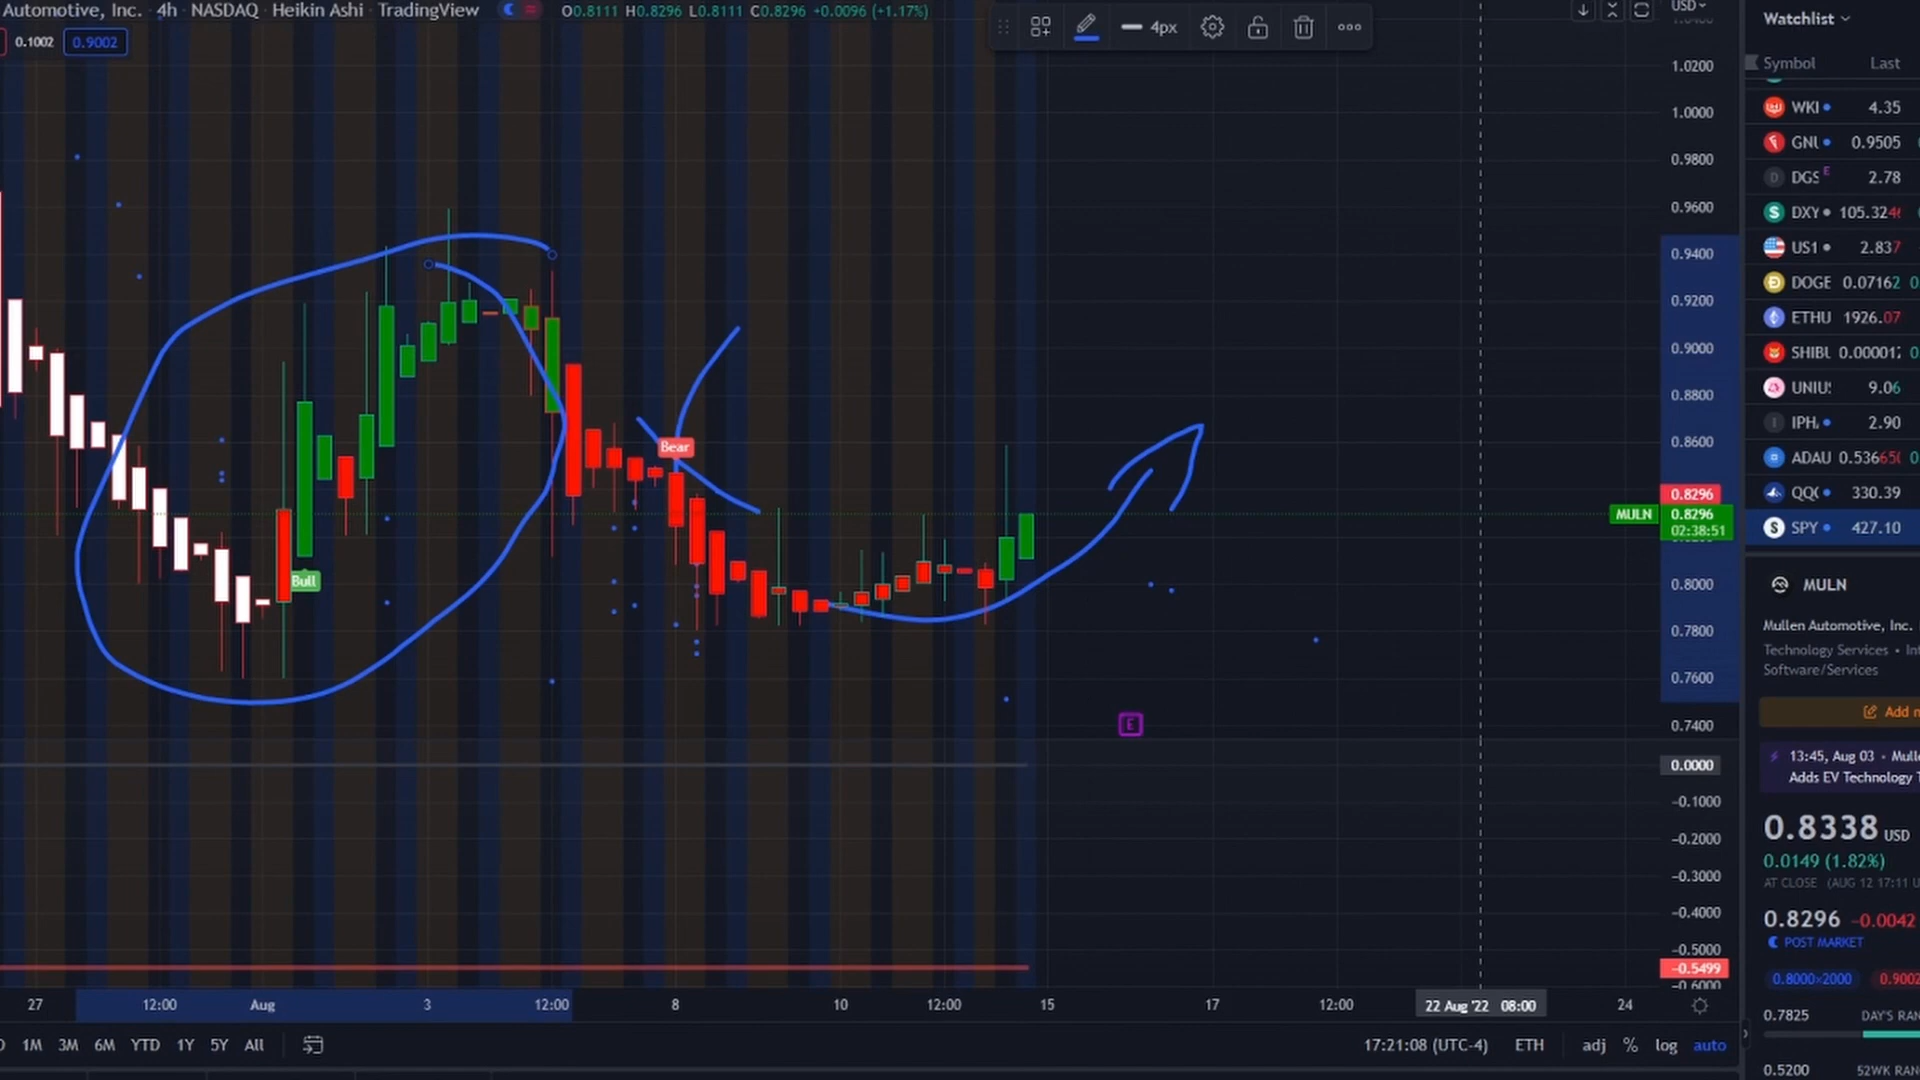 Automotive, Inc. · 4h · NASDAQ · Heikin Ashi · TradingView
O0.8111 H0.8296 L0.8111 C0.8296 +0.0096 (+1.17%)
0.1002 0.9002
4px
USD
1.0200
1.0000
0.9800
0.9600
0.9400
0.9200
0.9000
0.8800
0.8600
0.8296
MULN 0.8296
02:38:51
0.8000
0.7800
0.7600
0.7400
0.0000
−0.1000
−0.2000
−0.3000
−0.4000
−0.5000
−0.5499
−0.6000
Bull
Bear
E
27 12:00 Aug 3 12:00 8 10 12:00 15 17 12:00 22 Aug '22 08:00 24
1M 3M 6M YTD 1Y 5Y All
17:21:08 (UTC-4) ETH adj % log auto
Watchlist
Symbol Last
WKI 4.35
GNL 0.9505
DGS E 2.78
DXY 105.324
US1 2.837
DOGE 0.07162 0
ETHU 1926.07
SHIBU 0.000012 0
UNIU 9.06
IPH 2.90
ADAU 0.53665 0
QQ 330.39
SPY 427.10
MULN
Mullen Automotive, Inc.
Technology Services •
Software/Services
Add
13:45, Aug 03 •
Adds EV Technology
0.8338 USD
0.0149 (1.82%)
AT CLOSE (AUG 12 17:11
0.8296 −0.0042
POST MARKET
0.8000×2000 0.9002
0.7825 DAY'S RAN
0.5200 52WK RAN